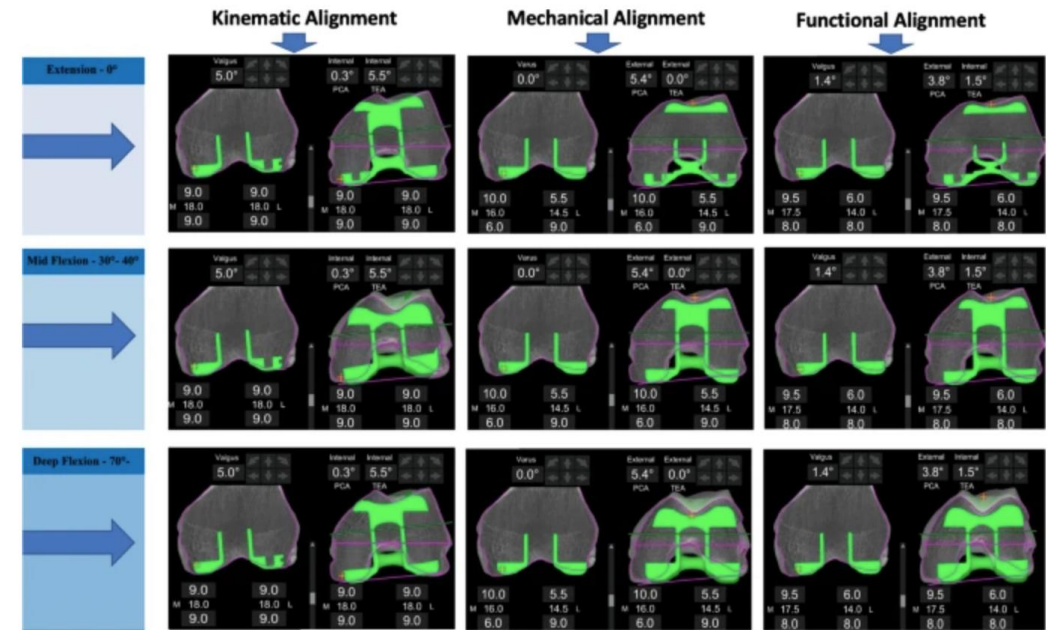 Kinematic Alignment Mechanical Alignment Functional Alignment
Extension - 0°
Valgus Internal Internal Varus External External Valgus External Internal
5.0° 0.3° 5.5° 0.0° 5.4° 0.0° 1.4° 3.8° 1.5°
PCA TEA PCA TEA PCA TEA
9.0 9.0 9.0 9.0 10.0 5.5 10.0 5.5 9.5 6.0 9.5 6.0
M 18.0 18.0 L M 18.0 18.0 L M 16.0 14.5 L M 16.0 14.5 L M 17.5 14.0 L M 17.5 14.0 L
9.0 9.0 9.0 9.0 6.0 9.0 6.0 9.0 8.0 8.0 8.0 8.0
Mid Flexion - 30°- 40°
Valgus Internal Internal Varus External External Valgus External Internal
5.0° 0.3° 5.5° 0.0° 5.4° 0.0° 1.4° 3.8° 1.5°
PCA TEA PCA TEA PCA TEA
9.0 9.0 9.0 9.0 10.0 5.5 10.0 5.5 9.5 6.0 9.5 6.0
M 18.0 18.0 L M 18.0 18.0 L M 16.0 14.5 L M 16.0 14.5 L M 17.5 14.0 L M 17.5 14.0 L
9.0 9.0 9.0 9.0 6.0 9.0 6.0 9.0 8.0 8.0 8.0 8.0
Deep Flexion - 70°-
Valgus Internal Internal Varus External External Valgus External Internal
5.0° 0.3° 5.5° 0.0° 5.4° 0.0° 1.4° 3.8° 1.5°
PCA TEA PCA TEA PCA TEA
9.0 9.0 9.0 9.0 10.0 5.5 10.0 5.5 9.5 6.0 9.5 6.0
M 18.0 18.0 L M 18.0 18.0 L M 16.0 14.5 L M 16.0 14.5 L M 17.5 14.0 L M 17.5 14.0 L
9.0 9.0 9.0 9.0 6.0 9.0 6.0 9.0 8.0 8.0 8.0 8.0